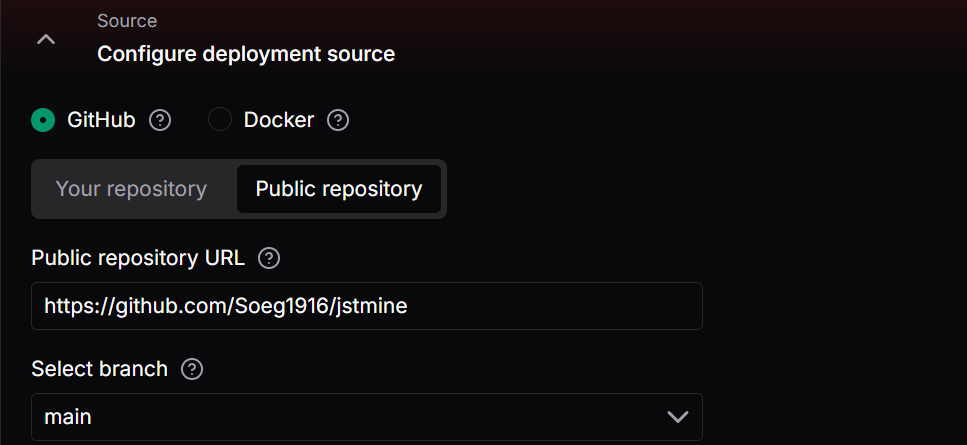 Source
Configure deployment source
GitHub ? Docker ?
Your repository Public repository
Public repository URL ?
https://github.com/Soeg1916/jstmine
Select branch ?
main